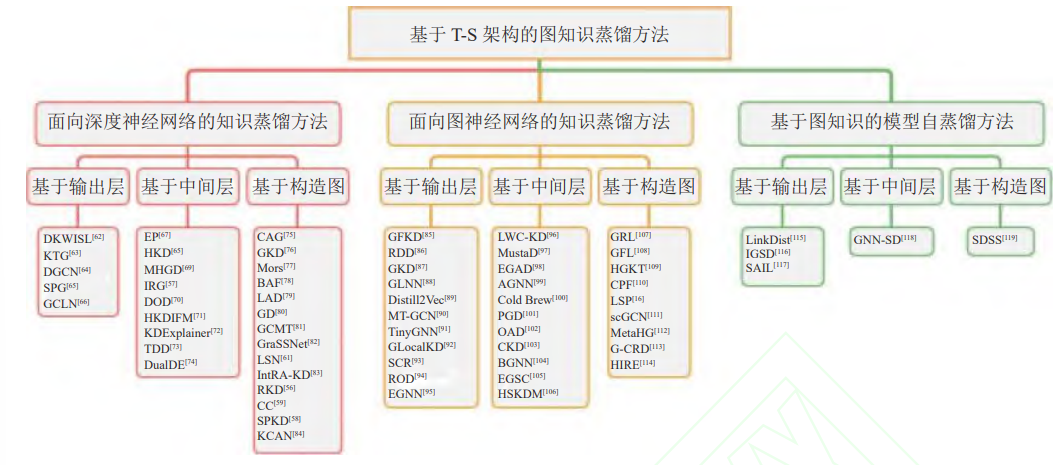 基于 T-S 架构的图知识蒸馏方法
面向深度神经网络的知识蒸馏方法
面向图神经网络的知识蒸馏方法
基于图知识的模型自蒸馏方法
基于输出层
基于中间层
基于构造图
基于输出层
基于中间层
基于构造图
基于输出层
基于中间层
基于构造图
DKWISL[62]
KTG[63]
DGCN[64]
SPG[65]
GCLN[66]
EP[67]
HKD[65]
MHGD[69]
IRG[57]
DOD[70]
HKDIFM[71]
KDExplainer[72]
TDD[73]
DualDE[74]
CAG[75]
GKD[76]
Mors[77]
BAF[78]
LAD[79]
GD[80]
GCMT[81]
GraSSNet[82]
LSN[61]
IntRA-KD[83]
RKD[56]
CC[59]
SPKD[58]
KCAN[84]
GFKD[85]
RDD[86]
GKD[87]
GLNN[88]
Distill2Vec[89]
MT-GCN[90]
TinyGNN[91]
GLocalKD[92]
SCR[93]
ROD[94]
EGNN[95]
LWC-KD[96]
MustaD[97]
EGAD[98]
AGNN[99]
Cold Brew[100]
PGD[101]
OAD[102]
CKD[103]
BGNN[104]
EGSC[105]
HSKDM[106]
GRL[107]
GFL[108]
HGKT[109]
CPF[110]
LSP[16]
scGCN[111]
MetaHG[112]
G-CRD[113]
HIRE[114]
LinkDist[115]
IGSD[116]
SAIL[117]
GNN-SD[118]
SDSS[119]